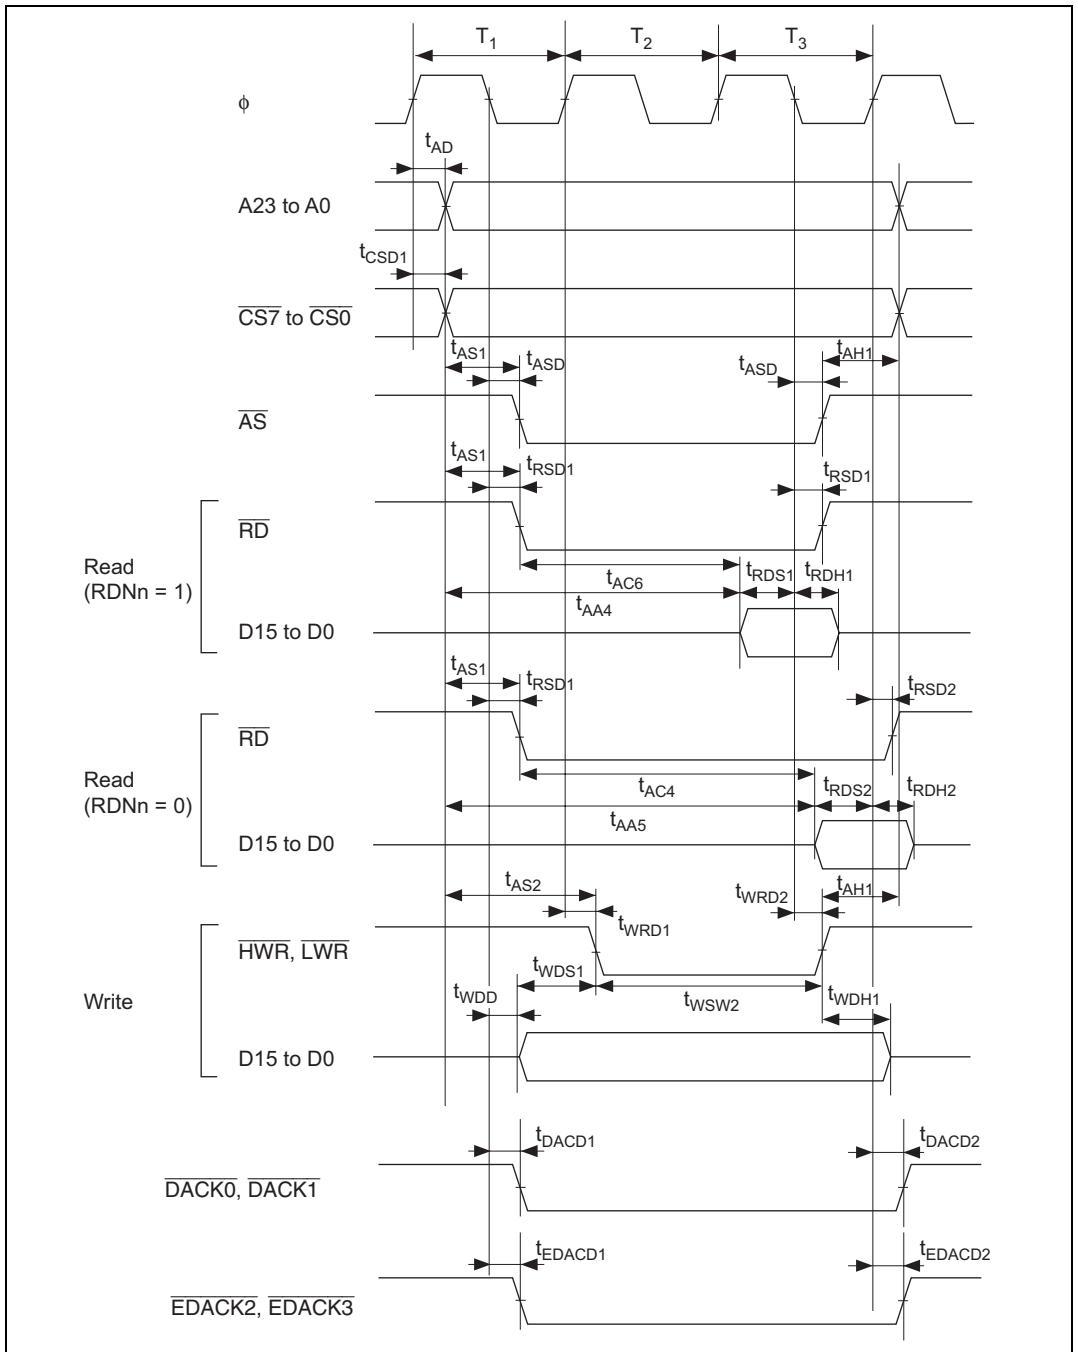 T1 T2 T3
ϕ
tAD
A23 to A0
tCSD1
CS7 to CS0
tAS1 tASD tASD tAH1
AS
tAS1 tRSD1 tRSD1
RD
Read
(RDNn = 1)
tAC6 tRDS1 tRDH1
tAA4
D15 to D0
tAS1 tRSD1 tRSD2
RD
Read
(RDNn = 0)
tAC4 tRDS2 tRDH2
tAA5
D15 to D0
tAS2 tWRD1 tWRD2 tAH1
HWR, LWR
Write
tWDD tWDS1 tWSW2 tWDH1
D15 to D0
tDACD1 tDACD2
DACK0, DACK1
tEDACD1 tEDACD2
EDACK2, EDACK3